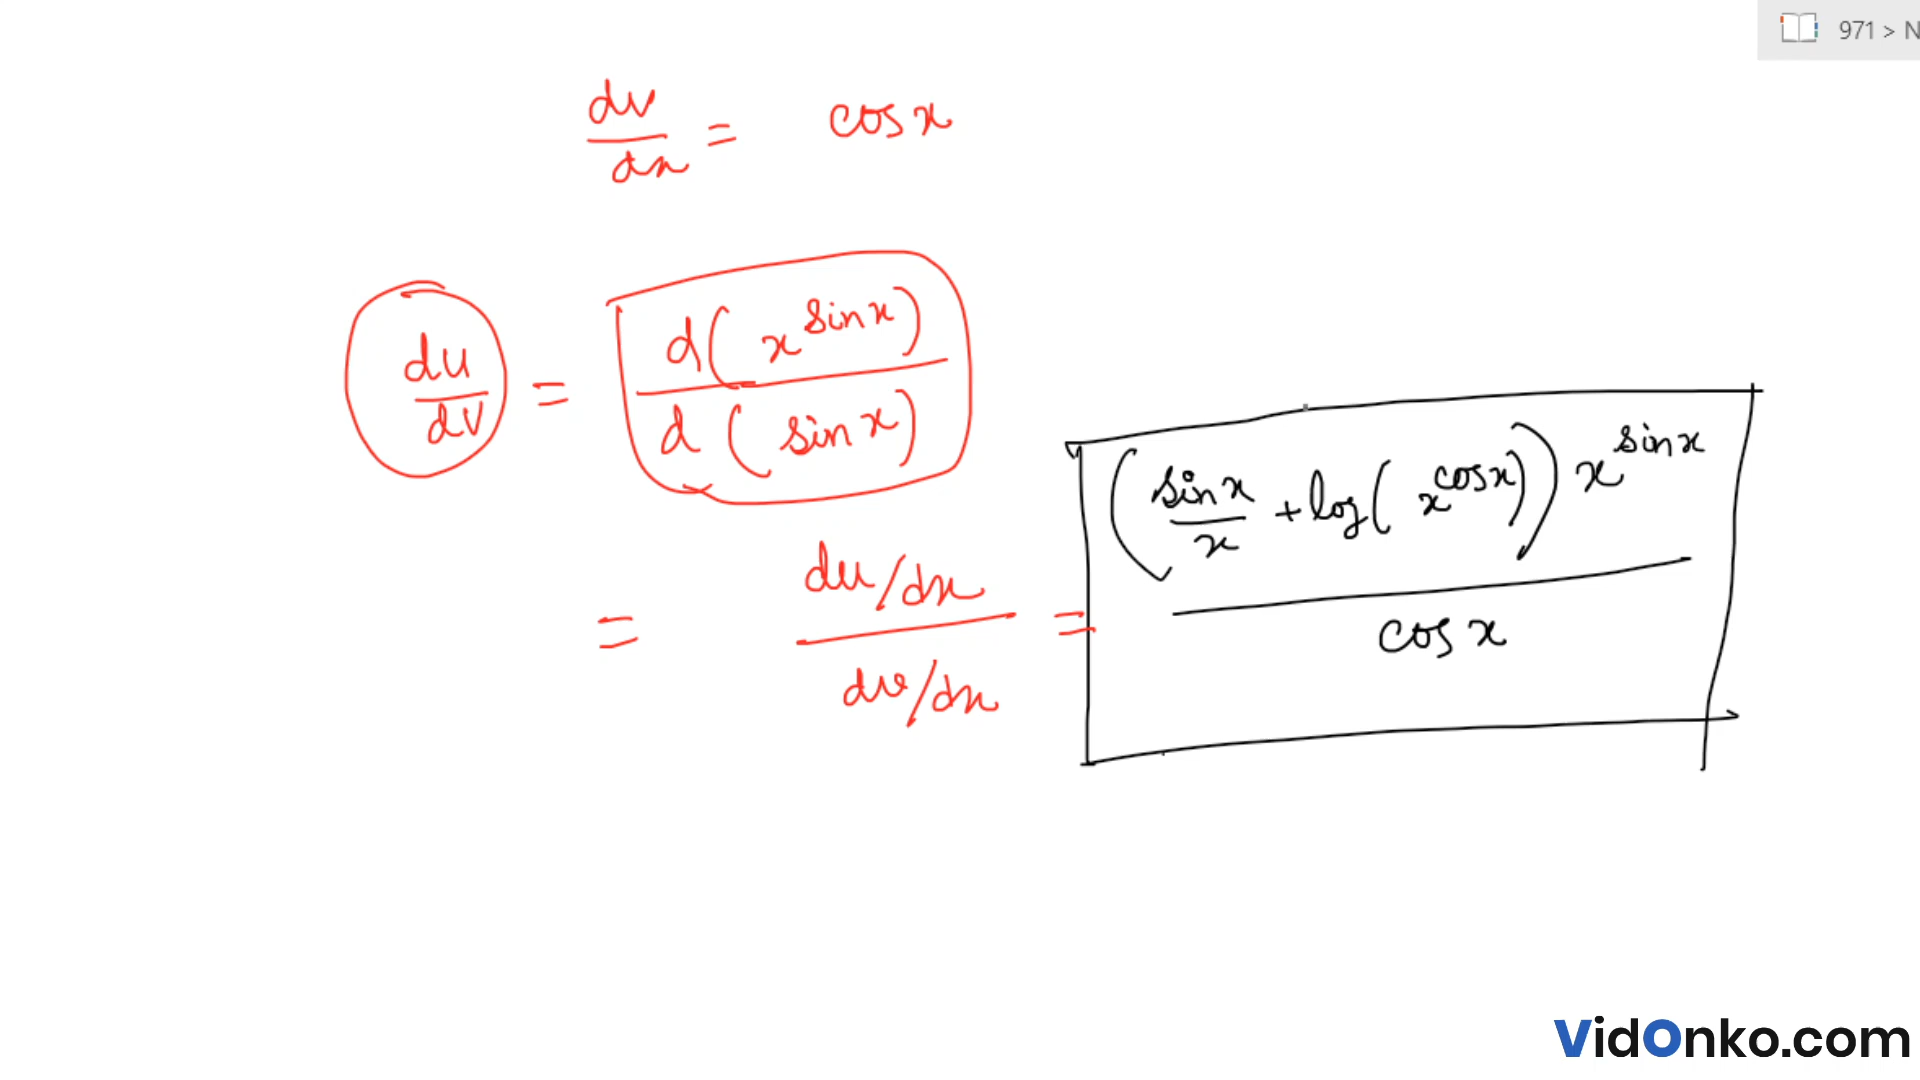 971 > N
dv/dx = cos x
du/dv = d(x^sin x)/d(sin x)
= du/dx / dv/dx = (sin x/x + log(x^cos x)) x^sin x / cos x
VidOnko.com